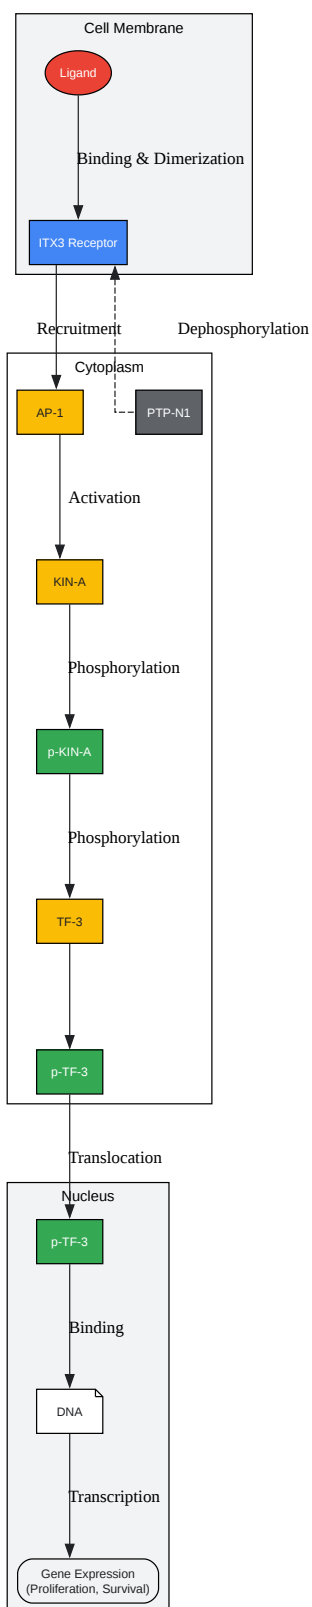 Cell Membrane
Ligand
Binding & Dimerization
ITX3 Receptor
Recruitment
Dephosphorylation
Cytoplasm
AP-1
PTP-N1
Activation
KIN-A
Phosphorylation
p-KIN-A
Phosphorylation
TF-3
p-TF-3
Translocation
Nucleus
p-TF-3
Binding
DNA
Transcription
Gene Expression
(Proliferation, Survival)